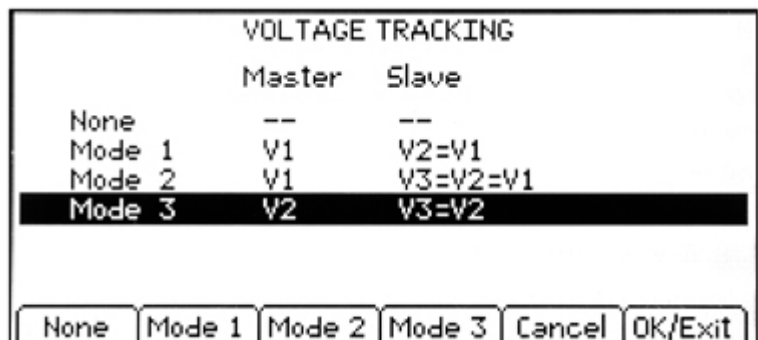 VOLTAGE TRACKING
Master Slave
None -- --
Mode 1 V1 V2=V1
Mode 2 V1 V3=V2=V1
Mode 3 V2 V3=V2
None Mode 1 Mode 2 Mode 3 Cancel OK/Exit